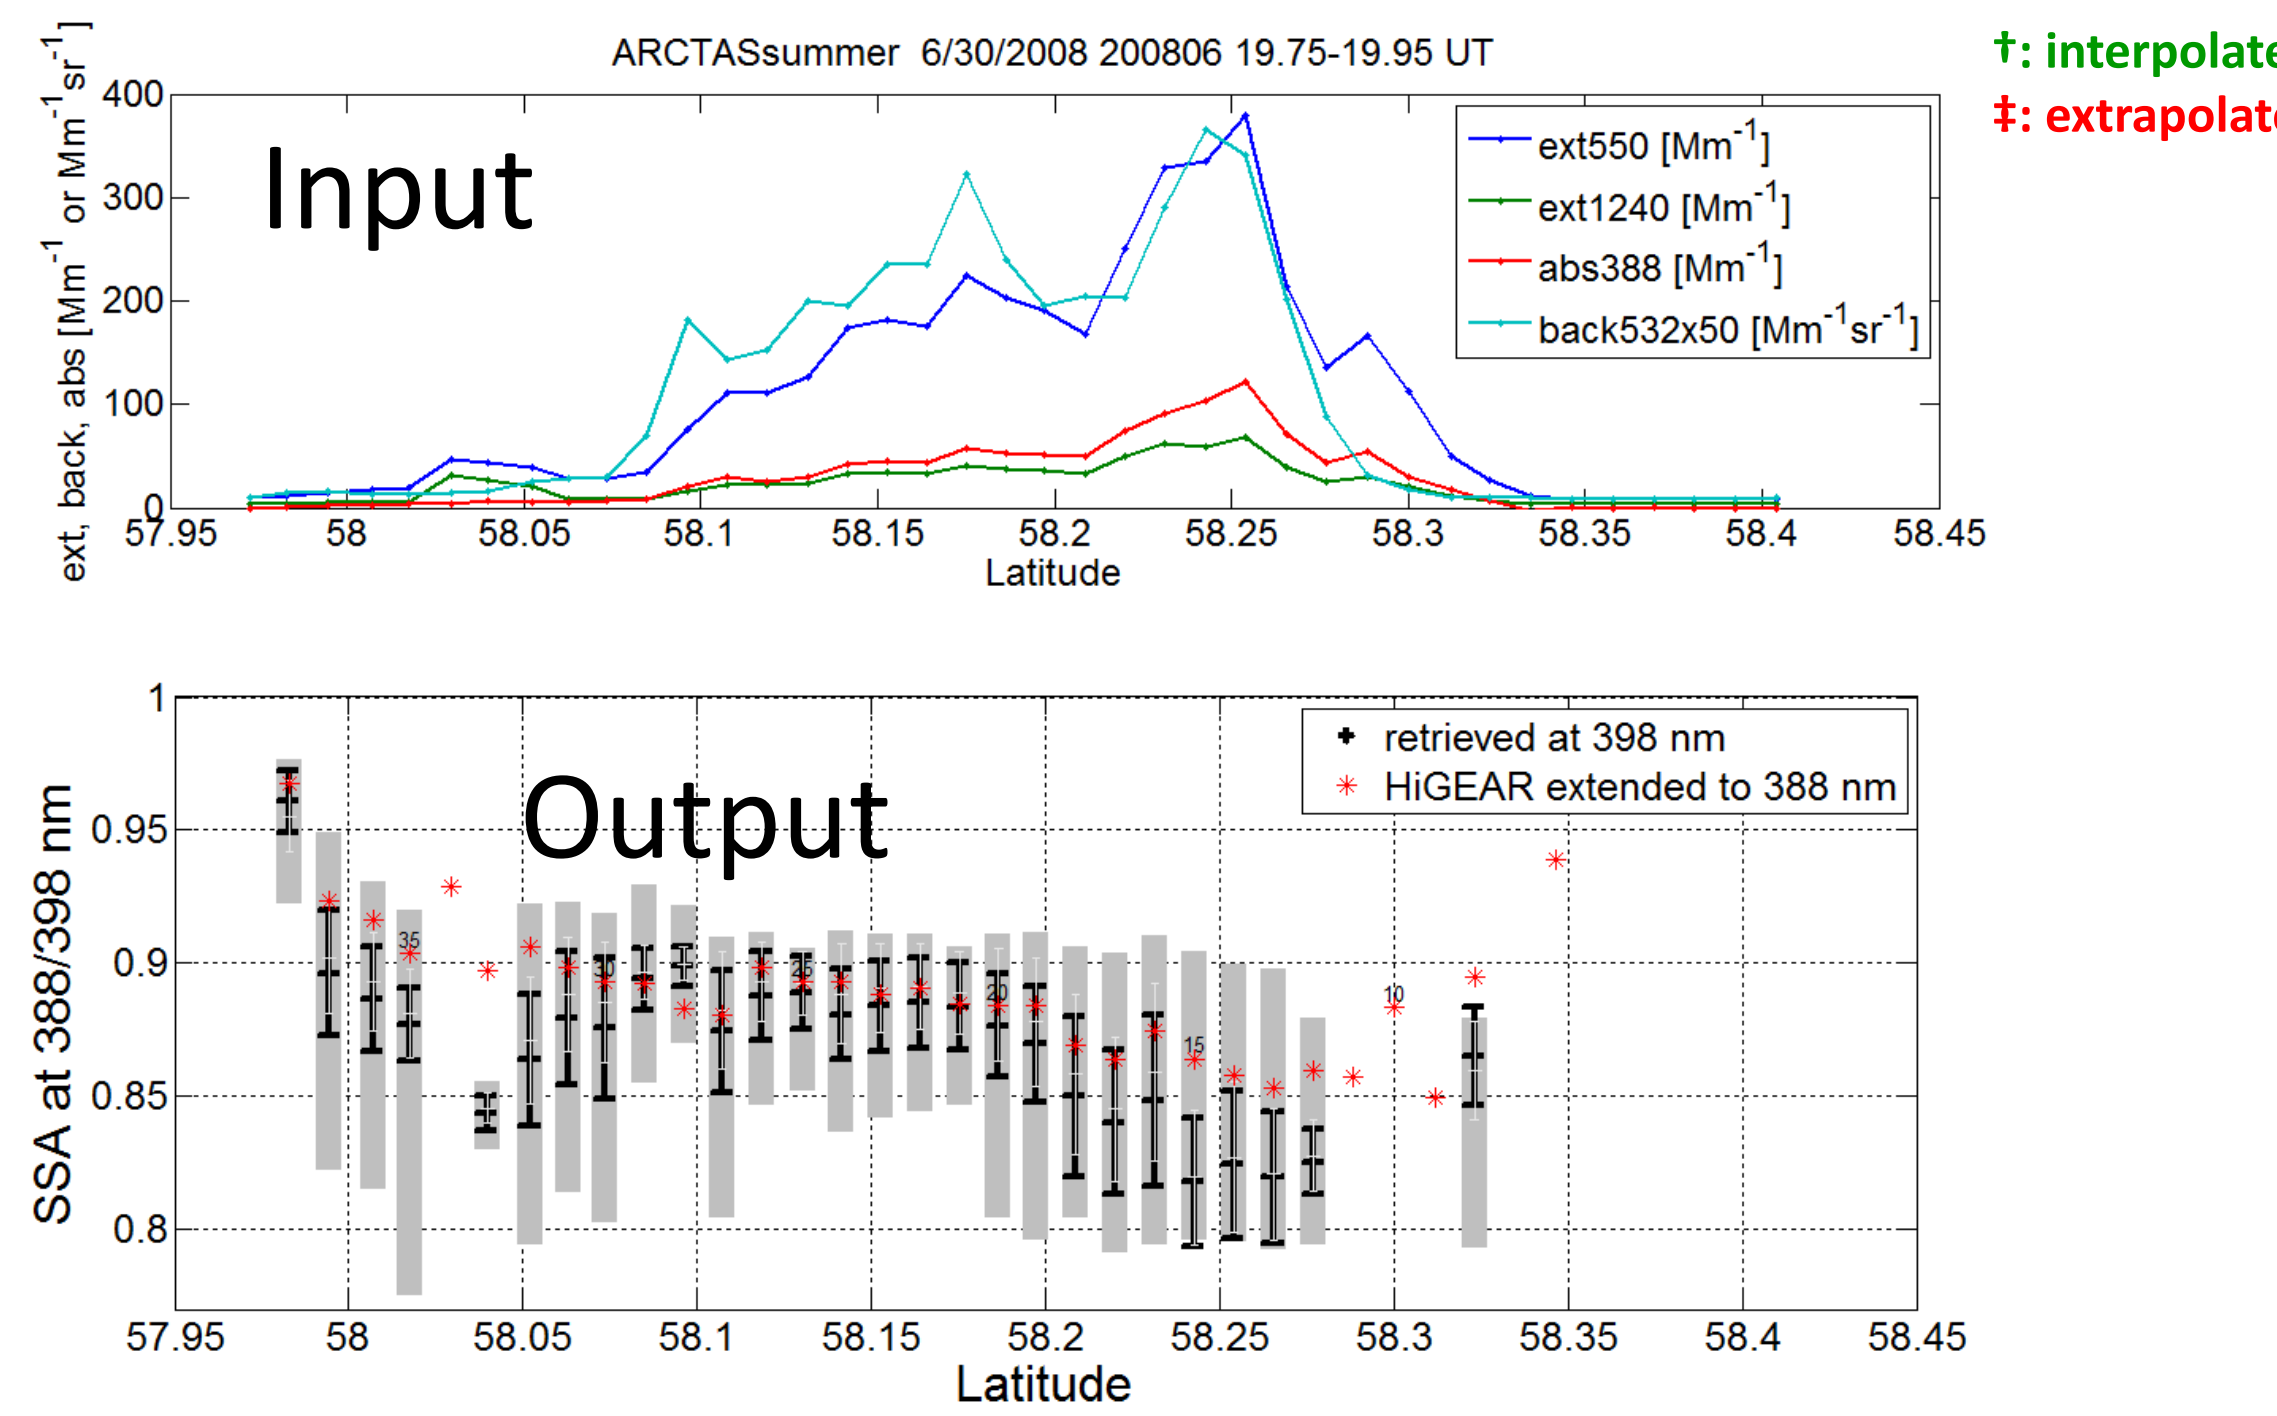 ARCTASsummer 6/30/2008 200806 19.75-19.95 UT
†: interpolate
‡: extrapolat
ext, back, abs [Mm⁻¹ or Mm⁻¹sr⁻¹]
400
300
200
100
0
Input
ext550 [Mm⁻¹]
ext1240 [Mm⁻¹]
abs388 [Mm⁻¹]
back532x50 [Mm⁻¹sr⁻¹]
57.95 58 58.05 58.1 58.15 58.2 58.25 58.3 58.35 58.4 58.45
Latitude
SSA at 388/398 nm
1
0.95
0.9
0.85
0.8
Output
retrieved at 398 nm
HiGEAR extended to 388 nm
35 30 25 20 15 10
57.95 58 58.05 58.1 58.15 58.2 58.25 58.3 58.35 58.4 58.45
Latitude